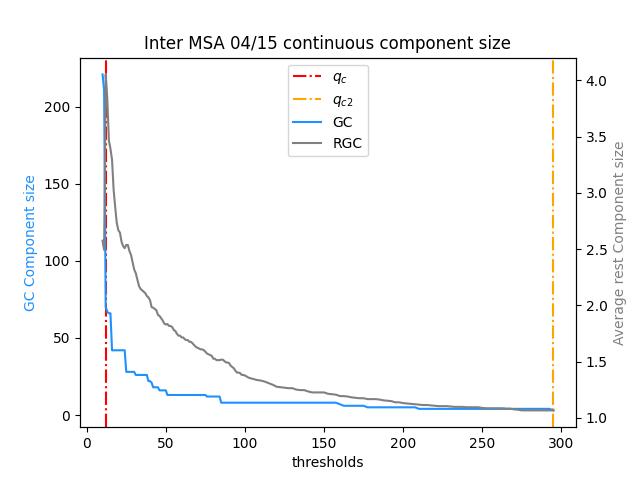 Inter MSA 04/15 continuous component size
q_c
q_{c2}
GC
RGC
GC Component size
Average rest Component size
200
150
100
50
0
4.0
3.5
3.0
2.5
2.0
1.5
1.0
0 50 100 150 200 250 300
thresholds